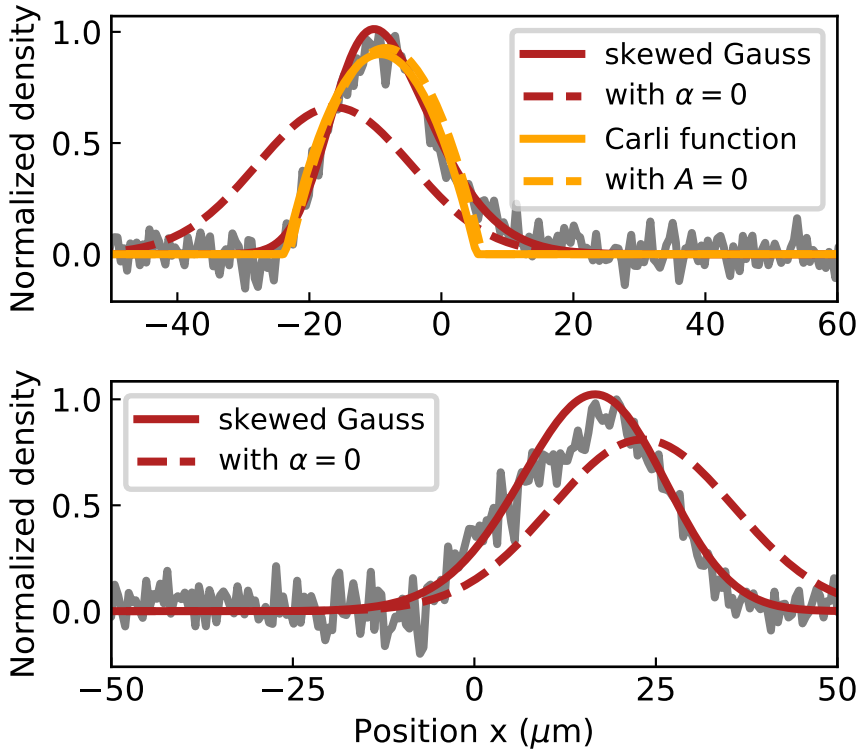 Normalized density
1.0
0.5
0.0
skewed Gauss
with α = 0
Carli function
with A = 0
−40 −20 0 20 40 60
Normalized density
1.0
0.5
0.0
skewed Gauss
with α = 0
−50 −25 0 25 50
Position x (μm)